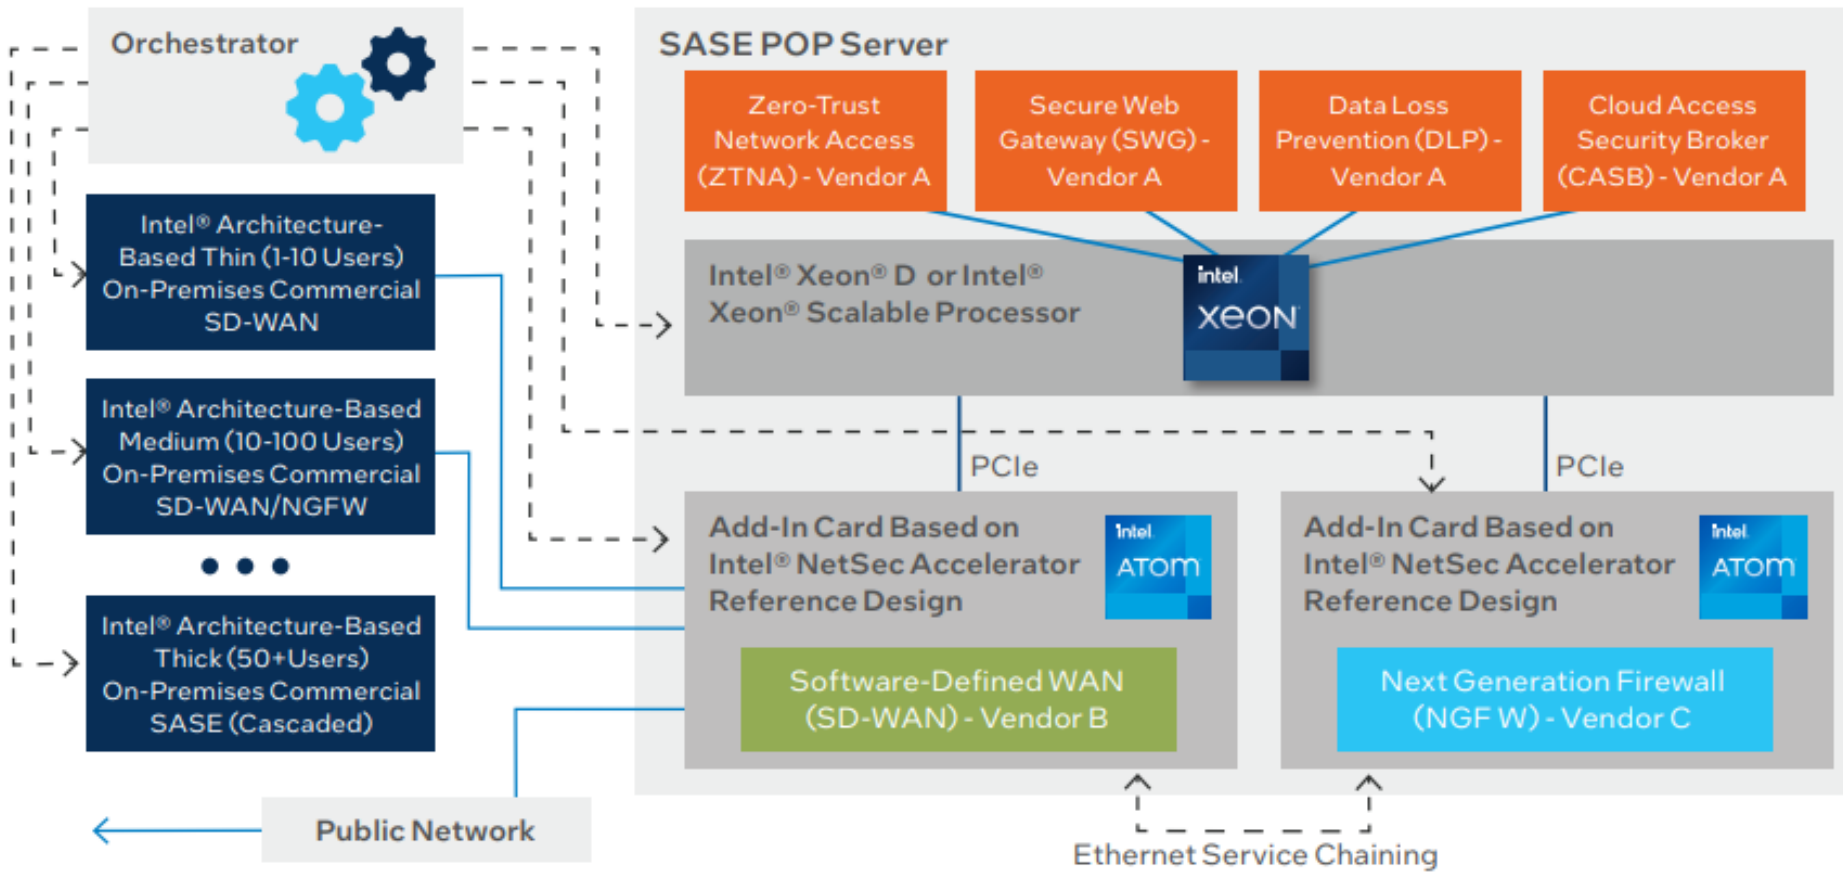 Orchestrator
Intel® Architecture-
Based Thin (1-10 Users)
On-Premises Commercial
SD-WAN
Intel® Architecture-Based
Medium (10-100 Users)
On-Premises Commercial
SD-WAN/NGFW
Intel® Architecture-Based
Thick (50+Users)
On-Premises Commercial
SASE (Cascaded)
Public Network
SASE POP Server
Zero-Trust
Network Access
(ZTNA) - Vendor A
Secure Web
Gateway (SWG) -
Vendor A
Data Loss
Prevention (DLP) -
Vendor A
Cloud Access
Security Broker
(CASB) - Vendor A
Intel® Xeon® D or Intel®
Xeon® Scalable Processor
intel
xeon
PCIe
PCIe
Add-In Card Based on
Intel® NetSec Accelerator
Reference Design
intel
ATOM
Software-Defined WAN
(SD-WAN) - Vendor B
Add-In Card Based on
Intel® NetSec Accelerator
Reference Design
intel
ATOM
Next Generation Firewall
(NGF W) - Vendor C
Ethernet Service Chaining